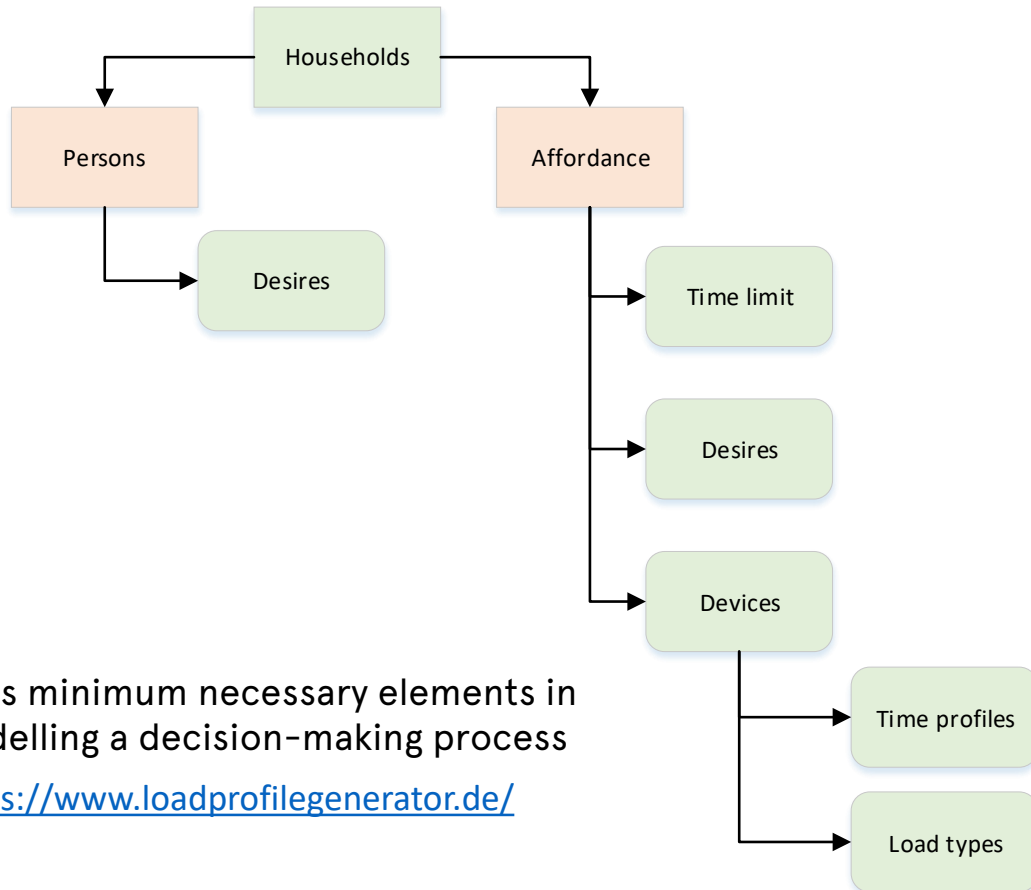 Households
Persons
Affordance
Desires
Time limit
Desires
Devices
s minimum necessary elements in
delling a decision-making process
s://www.loadprofilegenerator.de/
Time profiles
Load types